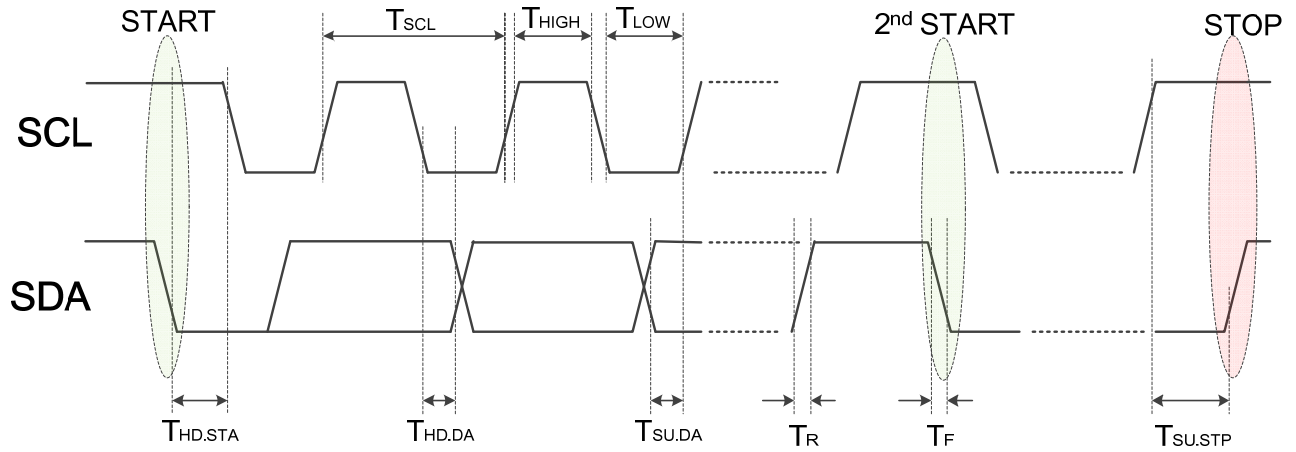 START
TSCL
THIGH
TLOW
2nd START
STOP
SCL
SDA
THD.STA
THD.DA
TSU.DA
TR
TF
TSU.STP